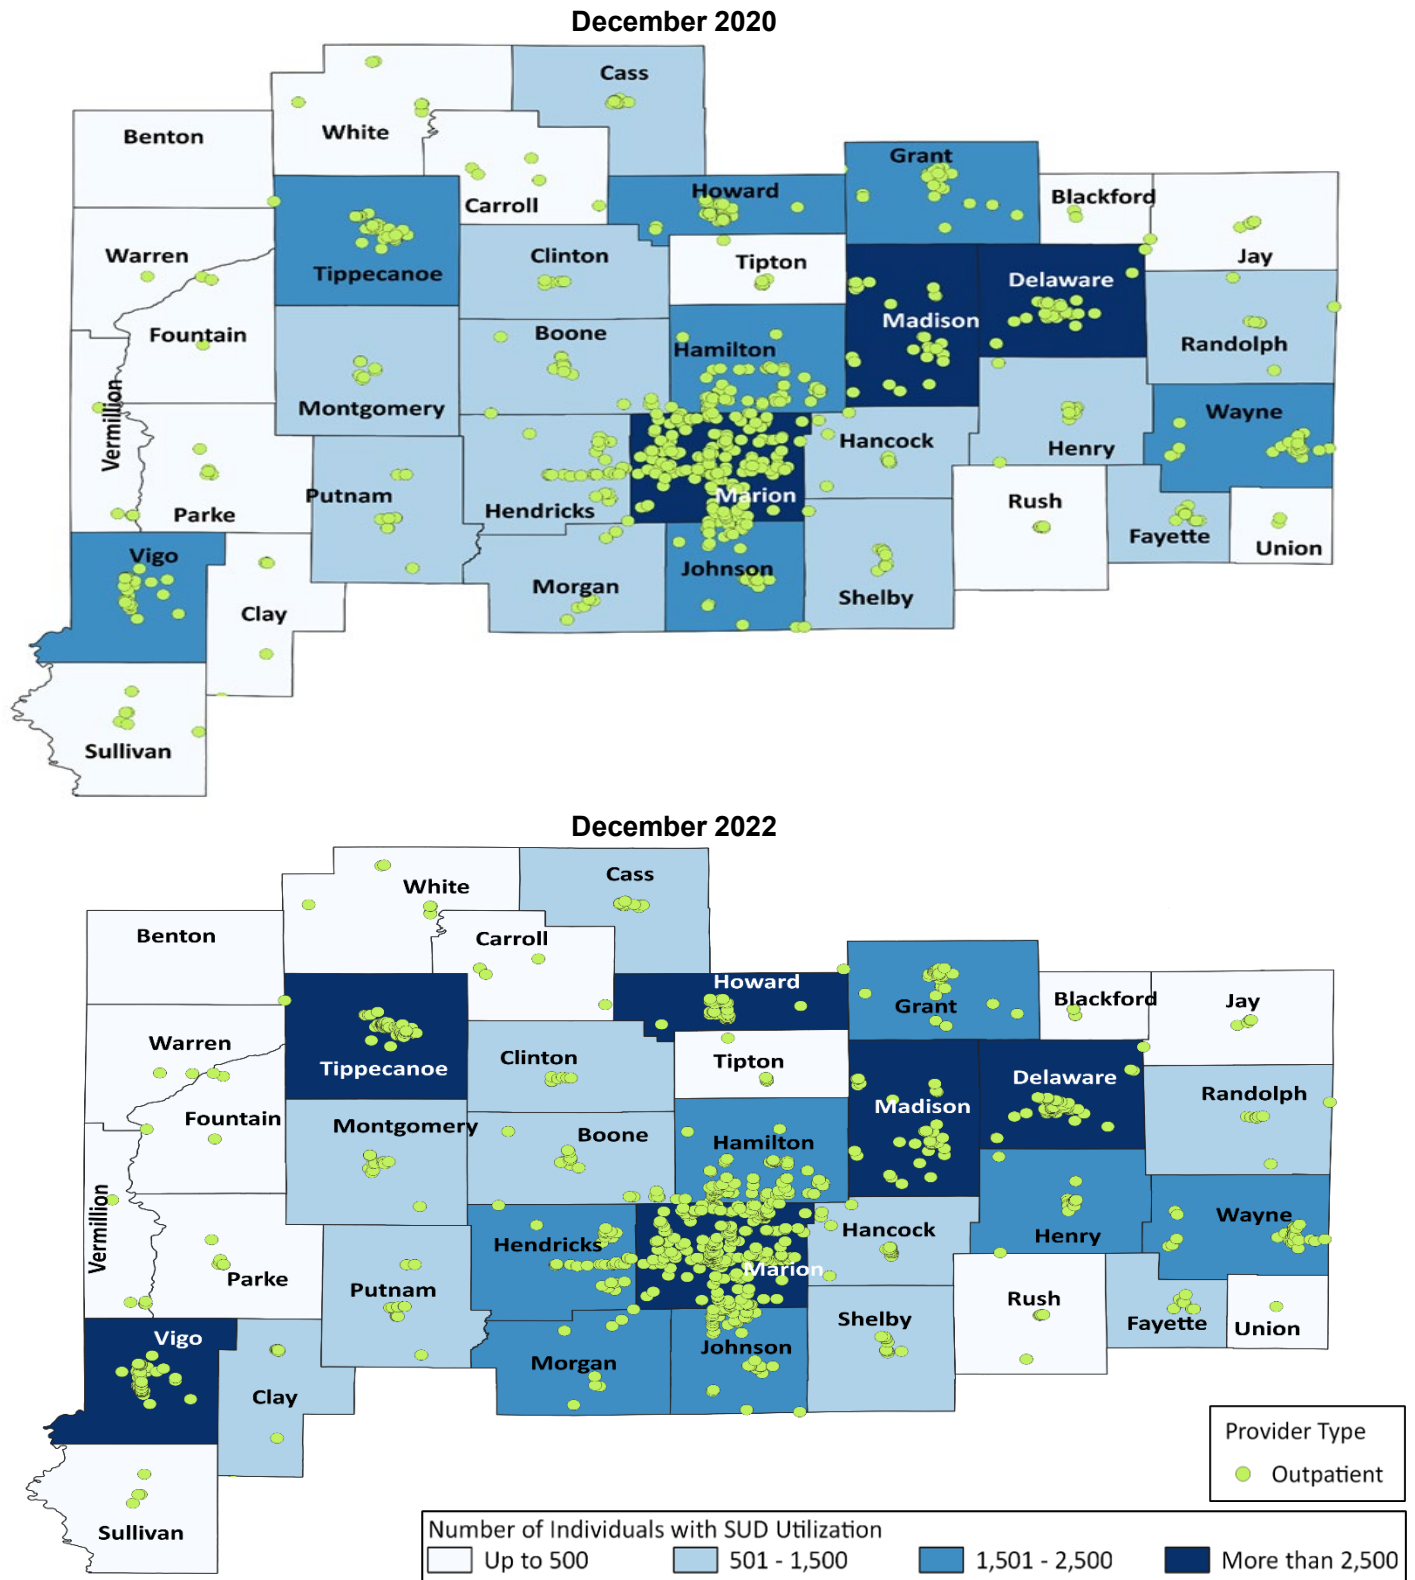 December 2020
Cass
Benton
White
Grant
Howard
Blackford
Carroll
Warren
Clinton
Tipton
Jay
Tippecanoe
Delaware
Madison
Fountain
Boone
Hamilton
Randolph
Vermillion
Montgomery
Wayne
Hancock
Henry
Putnam
Marion
Parke
Hendricks
Rush
Fayette
Union
Vigo
Johnson
Morgan
Shelby
Clay
Sullivan
December 2022
Cass
White
Benton
Carroll
Howard
Grant
Blackford
Jay
Warren
Clinton
Tipton
Tippecanoe
Delaware
Randolph
Madison
Fountain
Montgomery
Boone
Hamilton
Vermillion
Wayne
Hendricks
Hancock
Henry
Marion
Parke
Putnam
Rush
Shelby
Fayette
Union
Vigo
Johnson
Morgan
Clay
Sullivan
Provider Type
Outpatient
Number of Individuals with SUD Utilization
Up to 500
501 - 1,500
1,501 - 2,500
More than 2,500